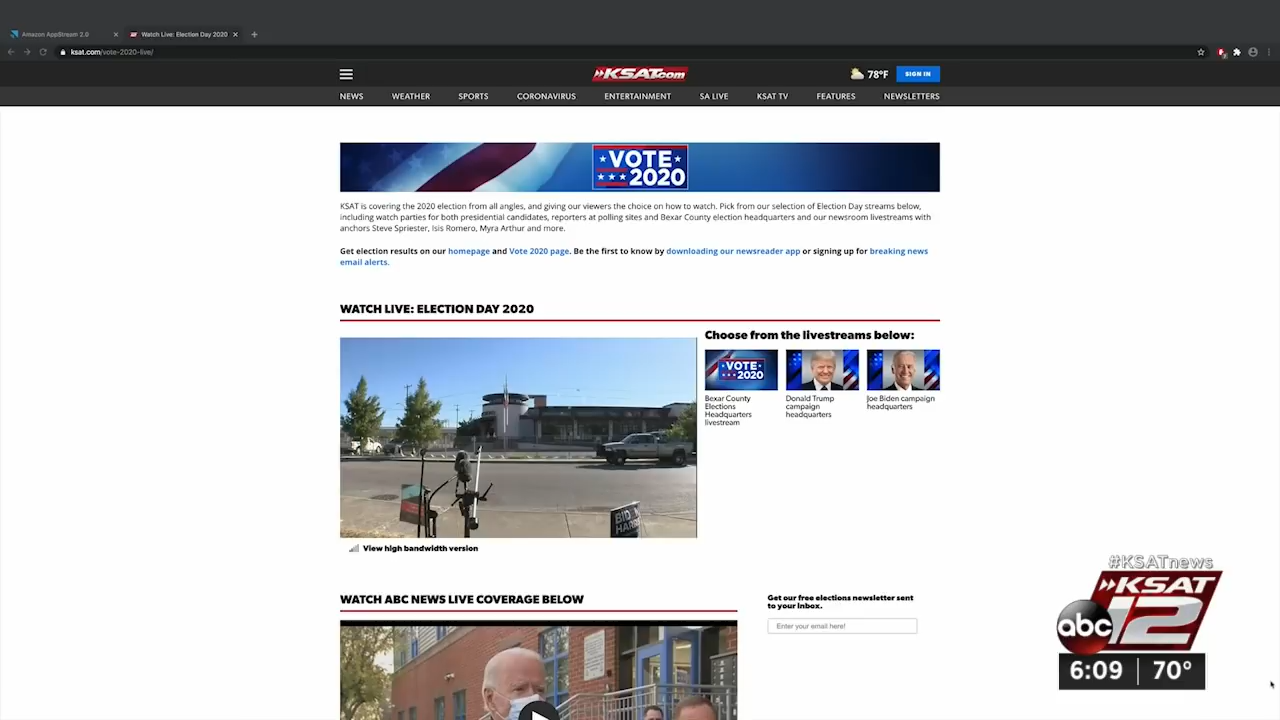 Amazon AppStream 2.0
Watch Live: Election Day 2020
ksat.com/vote-2020-live/
KSAT.com
78°F
SIGN IN
NEWS WEATHER SPORTS CORONAVIRUS ENTERTAINMENT SA LIVE KSAT TV FEATURES NEWSLETTERS
VOTE
2020
KSAT is covering the 2020 election from all angles, and giving our viewers the choice on how to watch. Pick from our selection of Election Day streams below,
including watch parties for both presidential candidates, reporters at polling sites and Bexar County election headquarters and our newsroom livestreams with
anchors Steve Spriester, Isis Romero, Myra Arthur and more.
Get election results on our homepage and Vote 2020 page. Be the first to know by downloading our newsreader app or signing up for breaking news
email alerts.
WATCH LIVE: ELECTION DAY 2020
Choose from the livestreams below:
VOTE
2020
Bexar County
Elections
Headquarters
livestream
Donald Trump
campaign
headquarters
Joe Biden campaign
headquarters
View high bandwidth version
WATCH ABC NEWS LIVE COVERAGE BELOW
Get our free elections newsletter sent
to your inbox.
Enter your email here!
#KSATnews
KSAT
abc 12
6:09 70°